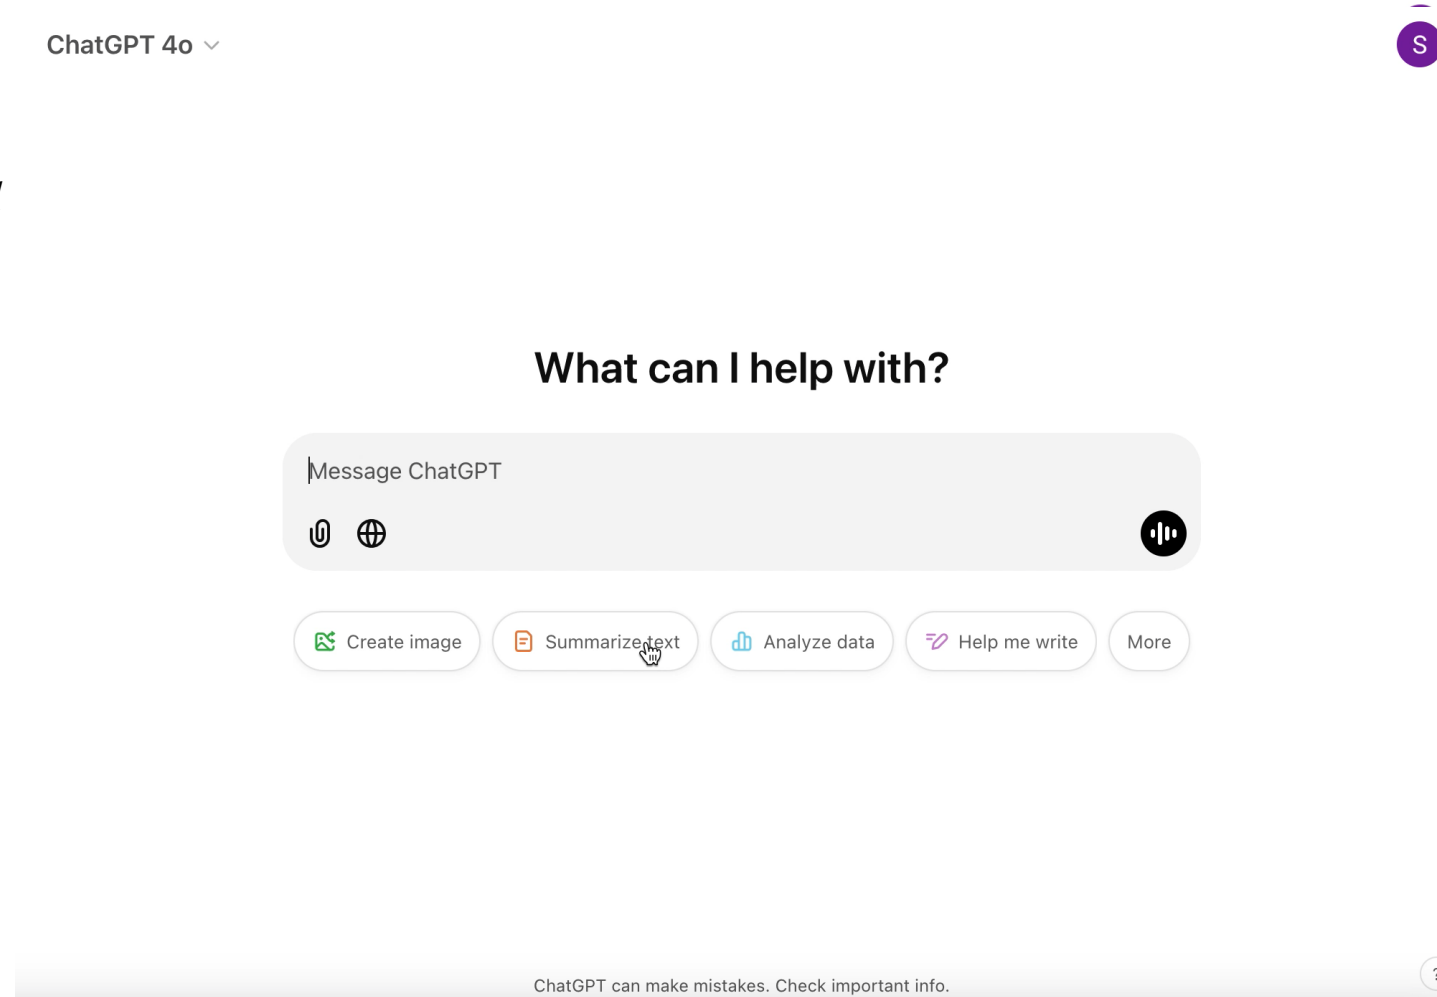 ChatGPT 4o
S
What can I help with?
Message ChatGPT
Create image
Summarize text
Analyze data
Help me write
More
ChatGPT can make mistakes. Check important info.
?